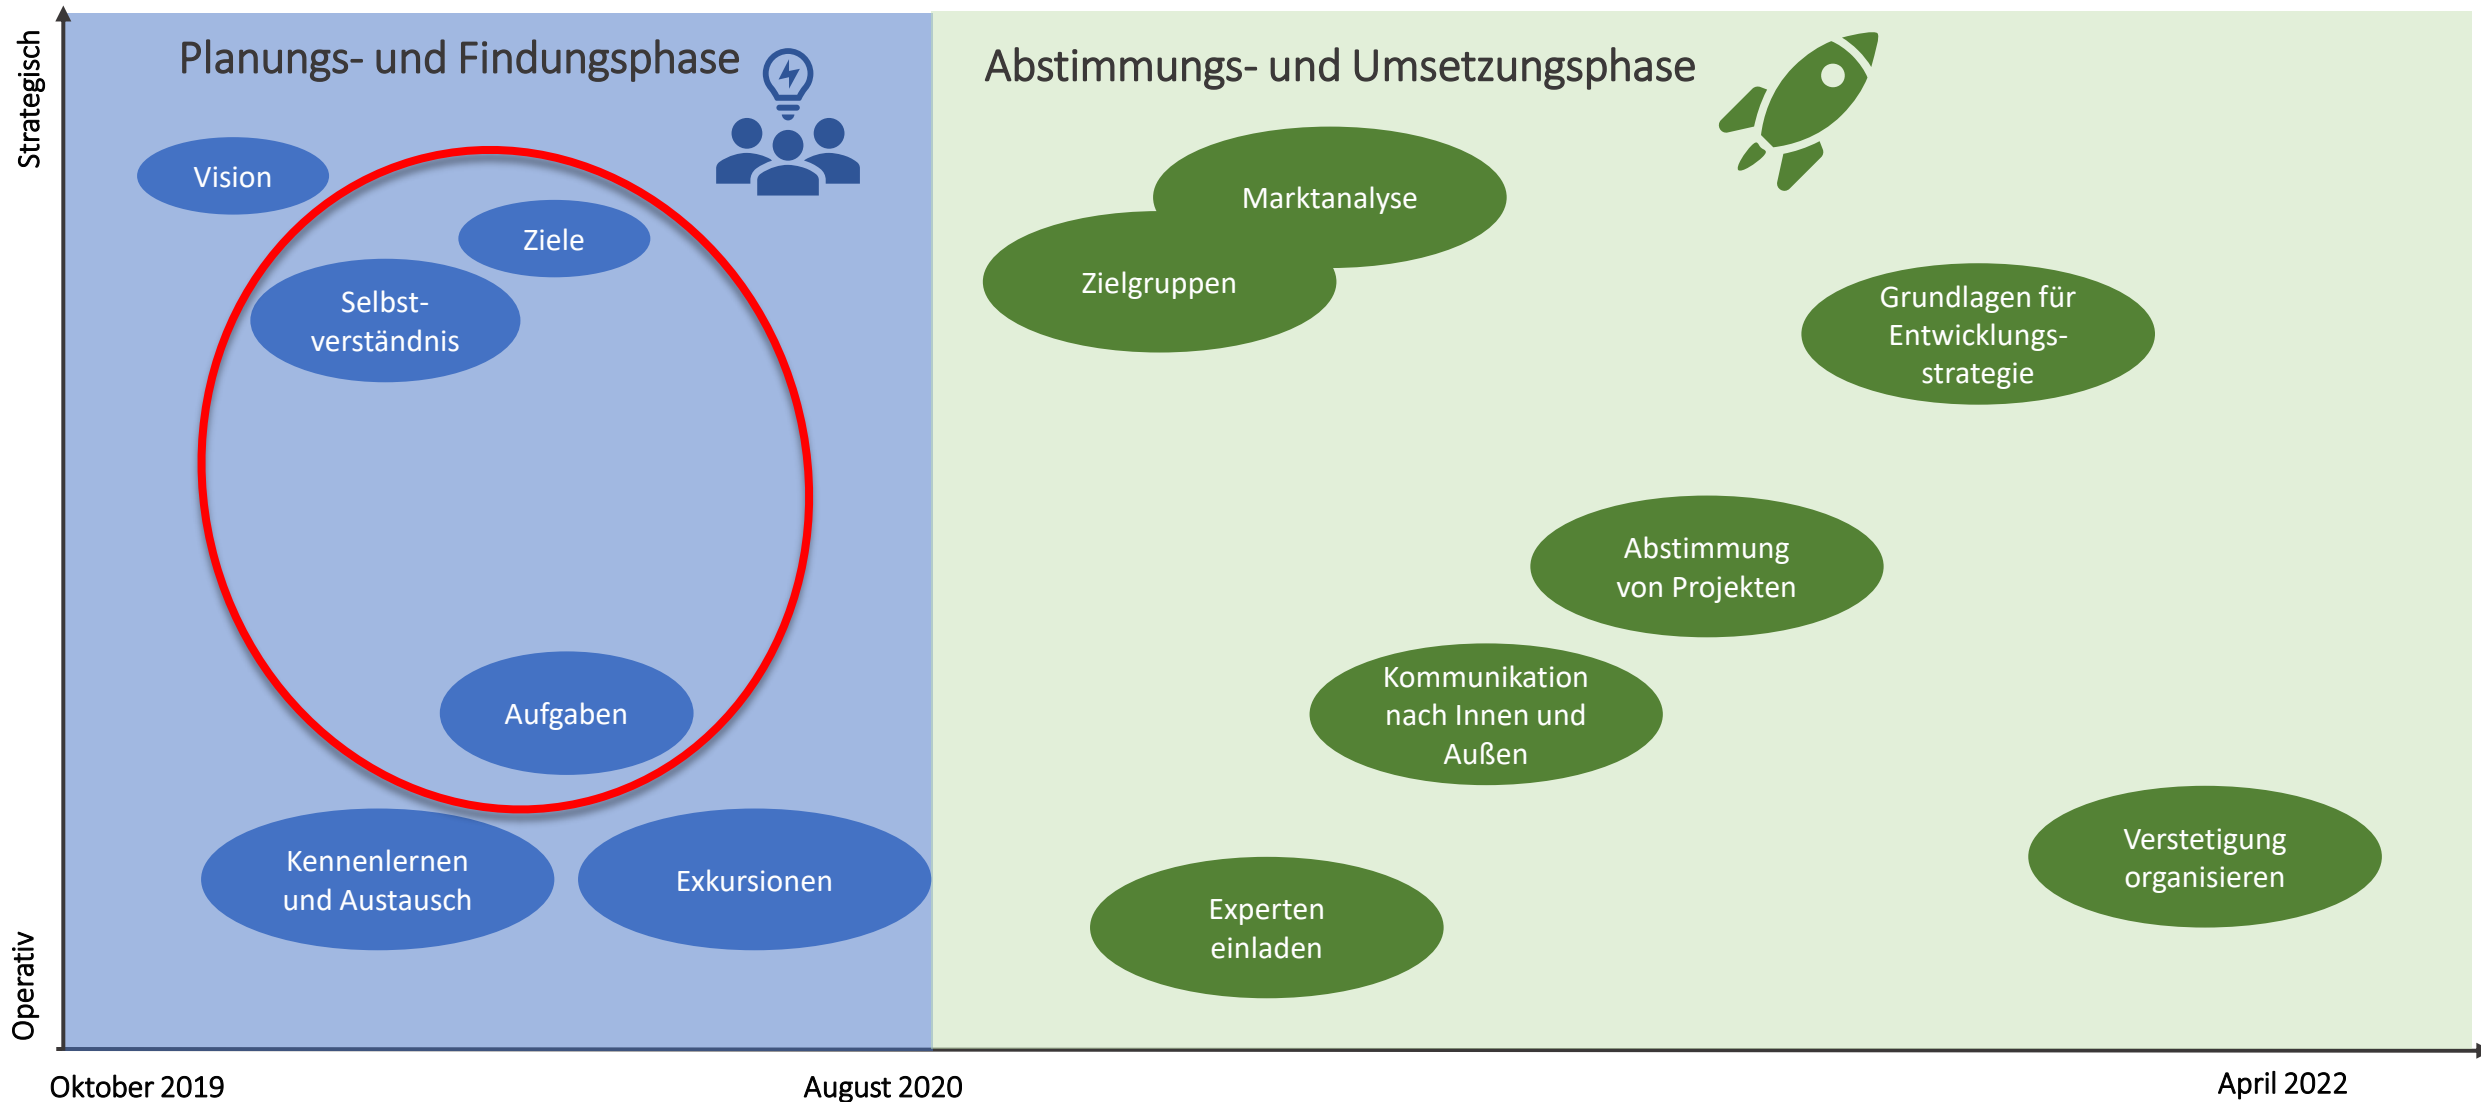 Strategisch
Operativ
Planungs- und Findungsphase
Vision
Ziele
Selbst-
verständnis
Aufgaben
Kennenlernen
und Austausch
Exkursionen
Abstimmungs- und Umsetzungsphase
Marktanalyse
Zielgruppen
Grundlagen für
Entwicklungs-
strategie
Abstimmung
von Projekten
Kommunikation
nach Innen und
Außen
Verstetigung
organisieren
Experten
einladen
Oktober 2019
August 2020
April 2022